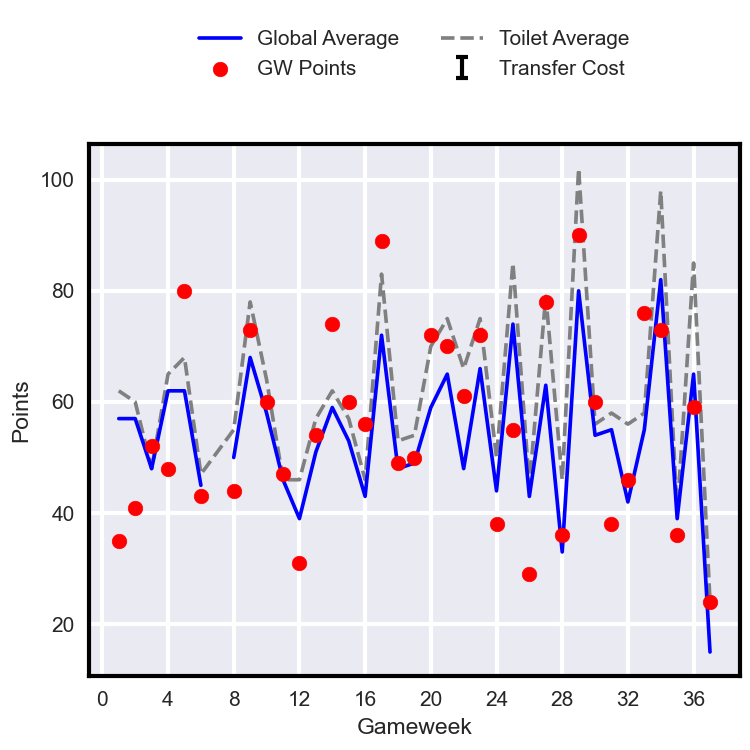 Global Average Toilet Average
GW Points Transfer Cost
100
80
60
40
20
Points
0 4 8 12 16 20 24 28 32 36
Gameweek